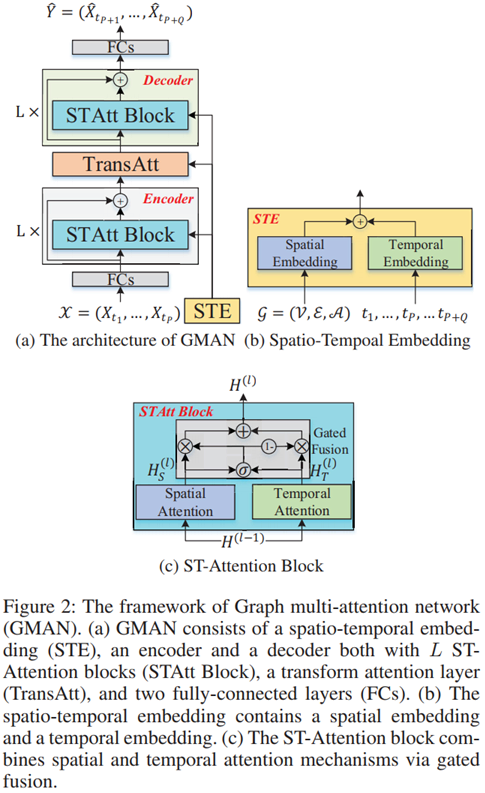 Ŷ = (X̂_{t_{P+1}}, …, X̂_{t_{P+Q}})
FCs
Decoder
L ×
STAtt Block
TransAtt
Encoder
L ×
STAtt Block
FCs
𝒳 = (X_{t_1}, …, X_{t_P})
STE
(a) The architecture of GMAN
STE
Spatial
Embedding
Temporal
Embedding
𝒢 = (𝒱, ℰ, 𝒜)
t_1, …, t_P, … t_{P+Q}
(b) Spatio-Tempoal Embedding
H^{(l)}
STAtt Block
Gated
Fusion
1-
σ
H_S^{(l)}
H_T^{(l)}
Spatial
Attention
Temporal
Attention
H^{(l−1)}
(c) ST-Attention Block
Figure 2: The framework of Graph multi-attention network
(GMAN). (a) GMAN consists of a spatio-temporal embed-
ding (STE), an encoder and a decoder both with L ST-
Attention blocks (STAtt Block), a transform attention layer
(TransAtt), and two fully-connected layers (FCs). (b) The
spatio-temporal embedding contains a spatial embedding
and a temporal embedding. (c) The ST-Attention block com-
bines spatial and temporal attention mechanisms via gated
fusion.